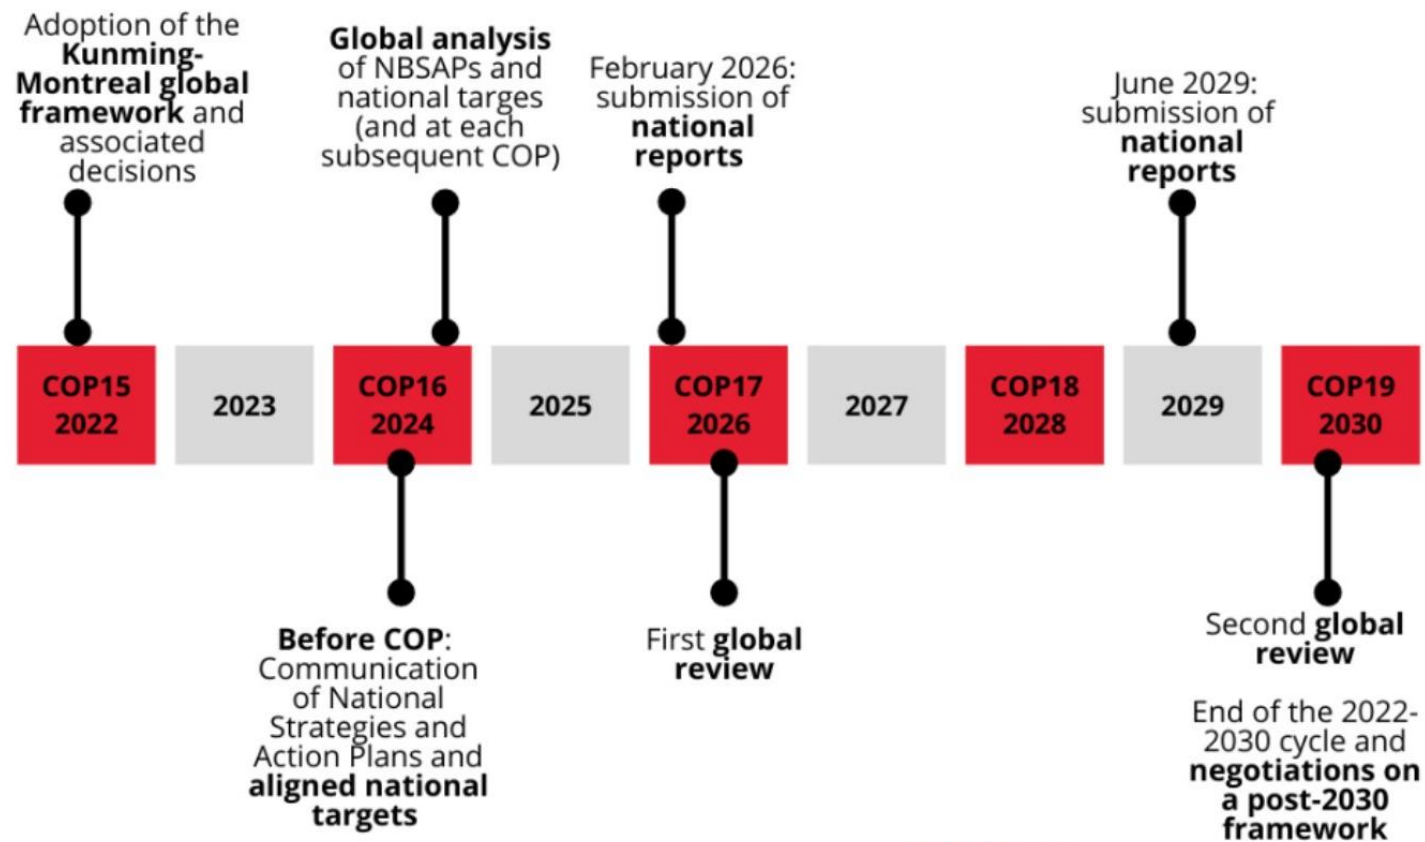 Adoption of the
Kunming-
Montreal global
framework and
associated
decisions
Global analysis
of NBSAPs and
national targes
(and at each
subsequent COP)
February 2026:
submission of
national
reports
June 2029:
submission of
national
reports
COP15
2022
2023
COP16
2024
2025
COP17
2026
2027
COP18
2028
2029
COP19
2030
Before COP:
Communication
of National
Strategies and
Action Plans and
aligned national
targets
First global
review
Second global
review
End of the 2022-
2030 cycle and
negotiations on
a post-2030
framework